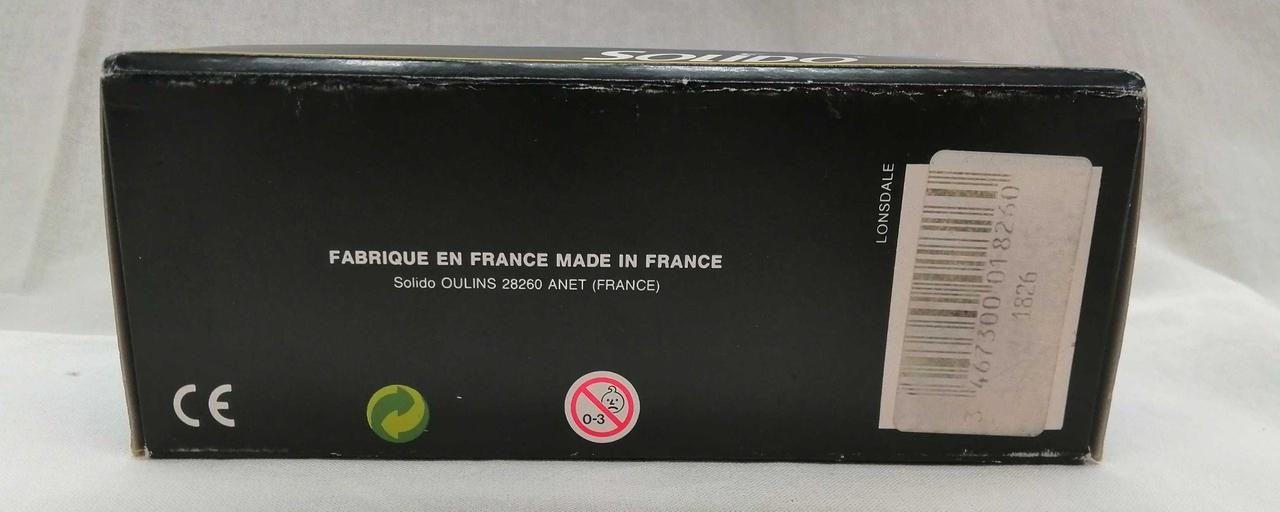 SOLIDO
FABRIQUE EN FRANCE MADE IN FRANCE
Solido OULINS 28260 ANET (FRANCE)
CE
0-3
LONSDALE
3 467300 018260
1826